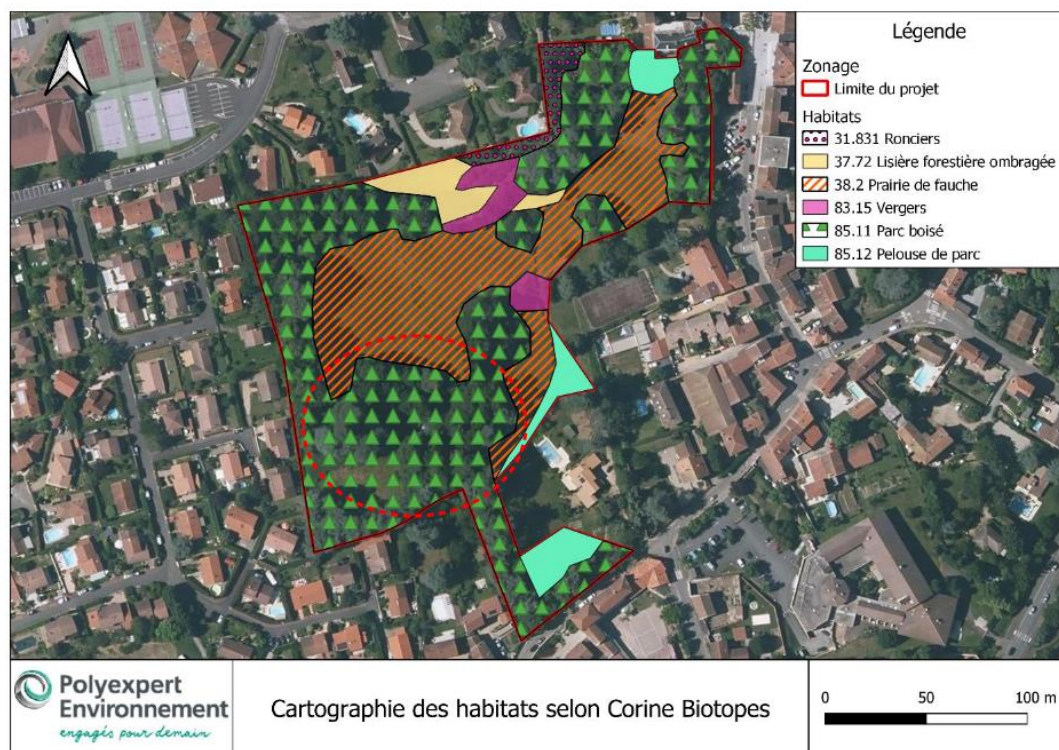 Légende
Zonage
Limite du projet
Habitats
31.831 Ronciers
37.72 Lisière forestière ombragée
38.2 Prairie de fauche
83.15 Vergers
85.11 Parc boisé
85.12 Pelouse de parc
Polyexpert
Environnement
engagés pour demain
Cartographie des habitats selon Corine Biotopes
0 50 100 m